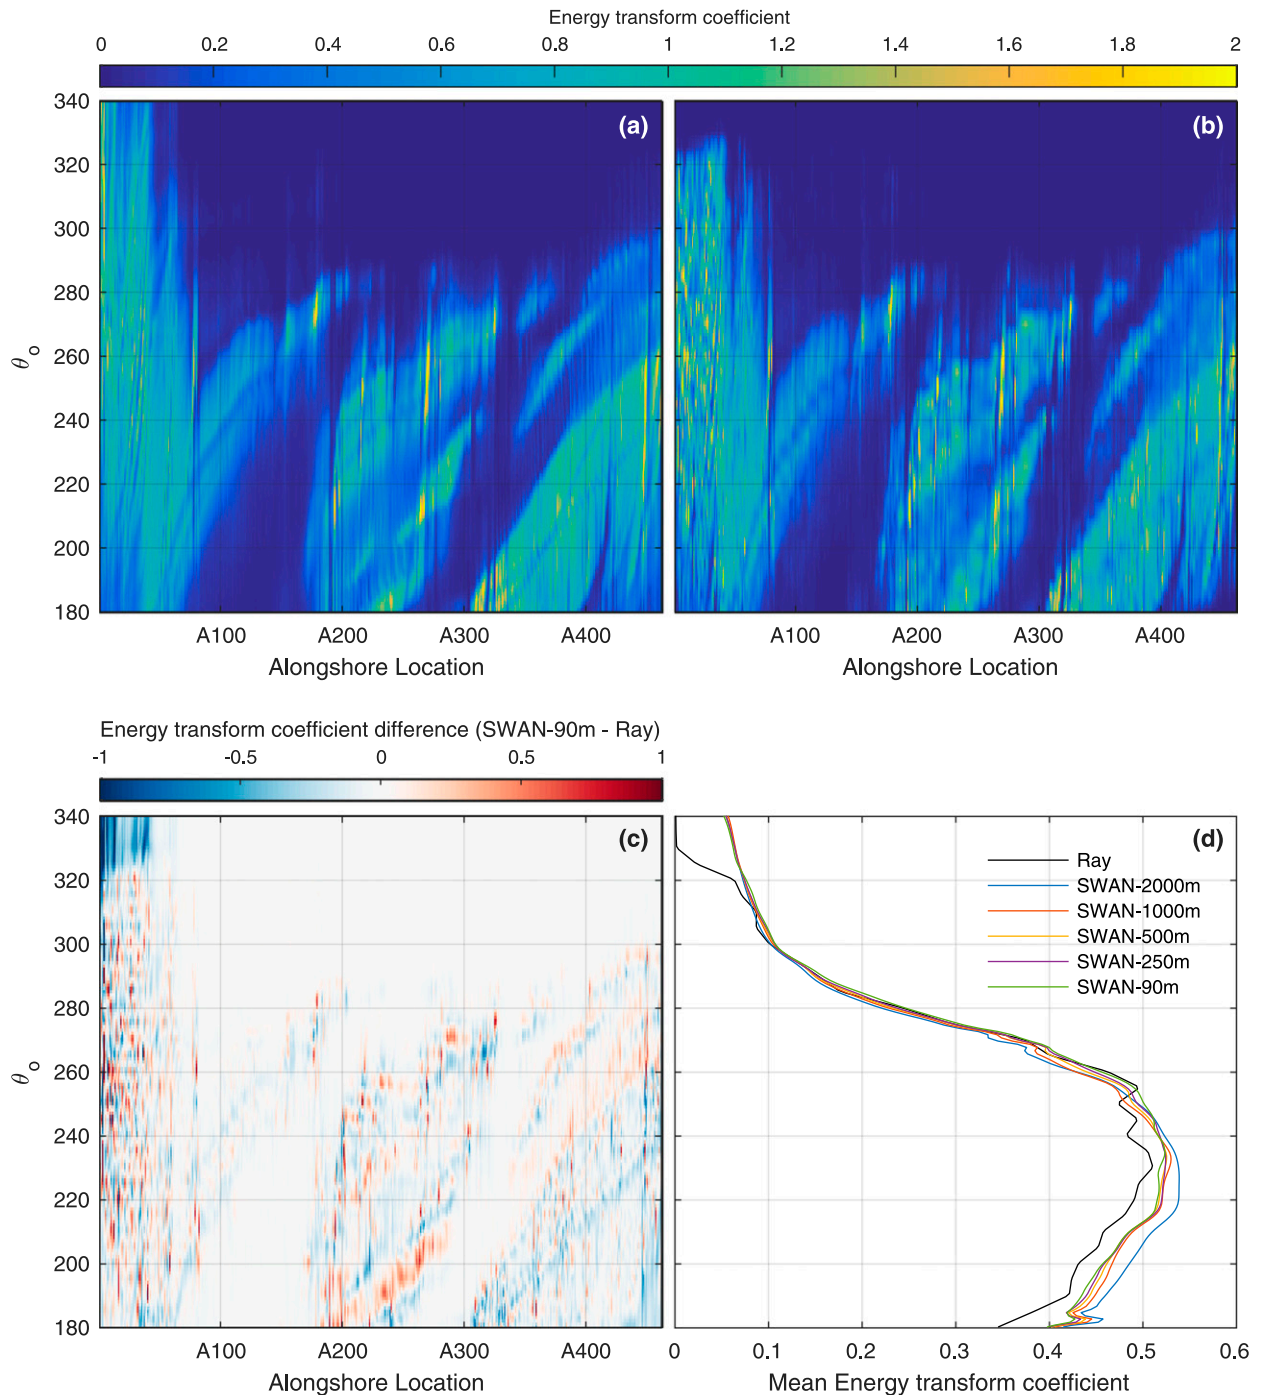 Energy transform coefficient
0 0.2 0.4 0.6 0.8 1 1.2 1.4 1.6 1.8 2
(a) (b)
340
320
300
280
260
240
220
200
180
θo
A100 A200 A300 A400 A100 A200 A300 A400
Alongshore Location Alongshore Location
Energy transform coefficient difference (SWAN-90m - Ray)
-1 -0.5 0 0.5 1
(c) (d)
340
320
300
280
260
240
220
200
180
θo
Ray
SWAN-2000m
SWAN-1000m
SWAN-500m
SWAN-250m
SWAN-90m
A100 A200 A300 A400 0 0.1 0.2 0.3 0.4 0.5 0.6
Alongshore Location Mean Energy transform coefficient